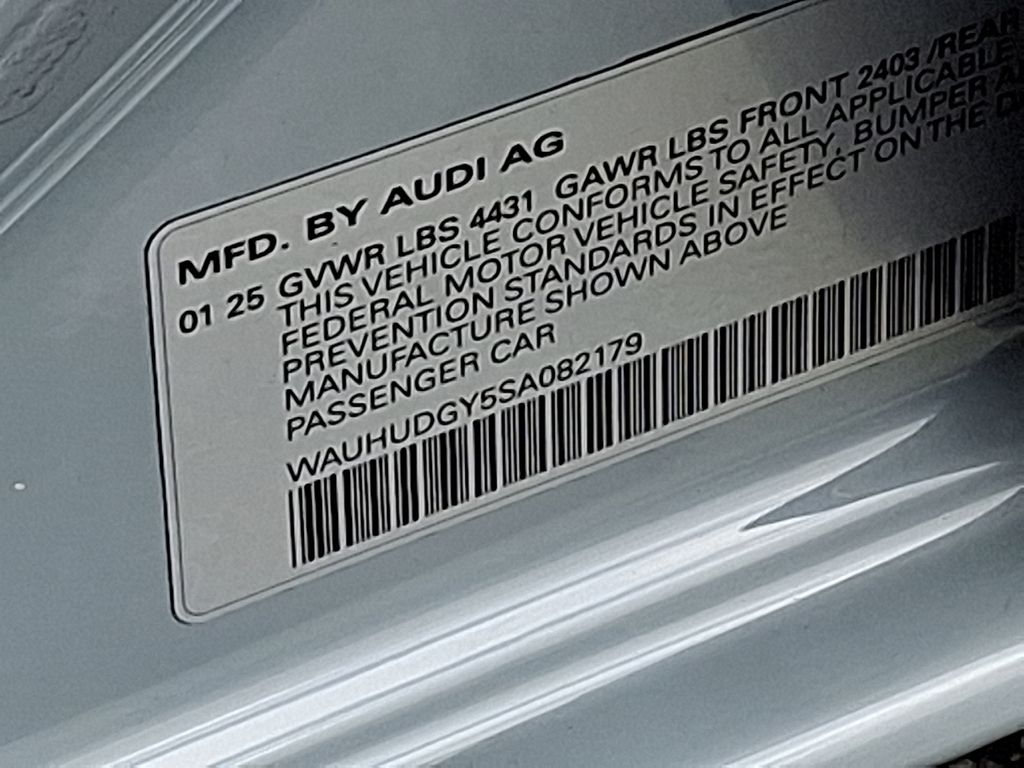 MFD. BY AUDI AG
01 25 GVWR LBS 4431 GAWR LBS FRONT 2403 /REAR
THIS VEHICLE CONFORMS TO ALL APPLICABLE
FEDERAL MOTOR VEHICLE SAFETY, BUMPER
PREVENTION STANDARDS IN EFFECT ON THE
MANUFACTURE SHOWN ABOVE
PASSENGER CAR
WAUHUDGY5SA082179